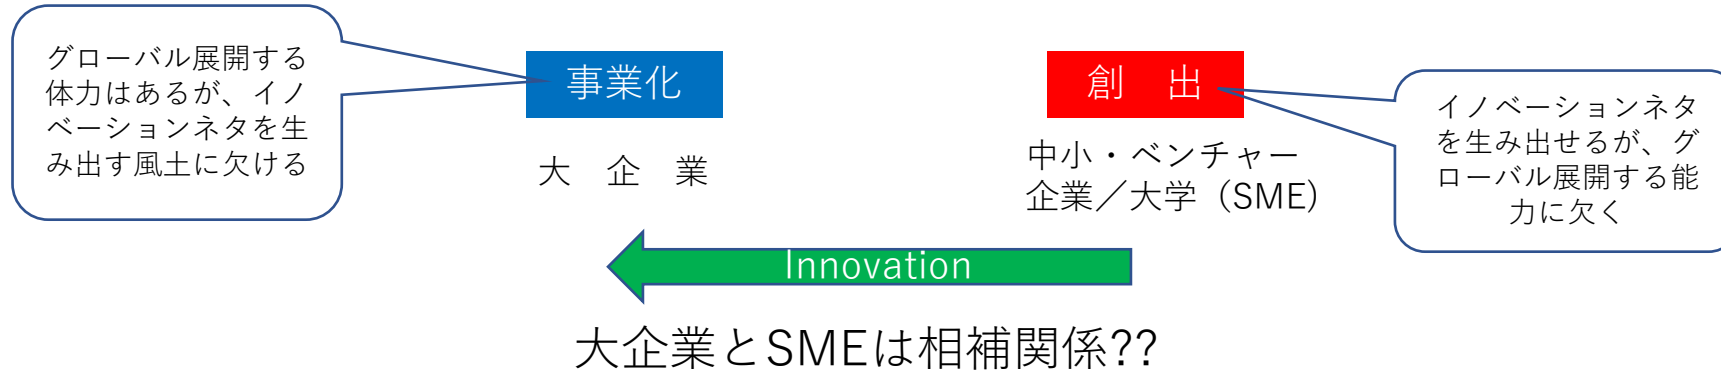 グローバル展開する
体力はあるが、イノ
ベーションネタを生
み出す風土に欠ける
事業化
大　企　業
創　出
中小・ベンチャー
企業／大学（SME）
イノベーションネタ
を生み出せるが、グ
ローバル展開する能
力に欠く
Innovation
大企業とSMEは相補関係??